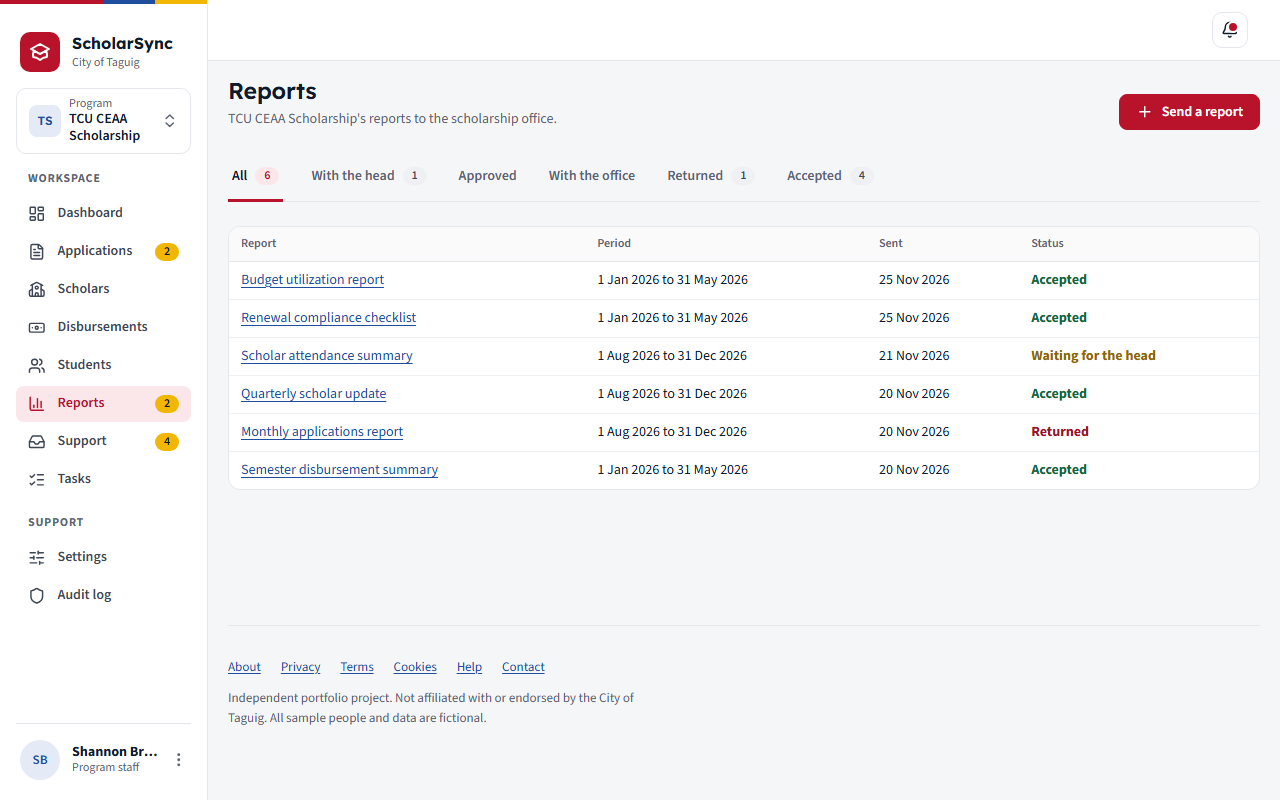 ScholarSync
City of Taguig
Program
TS
TCU CEAA
Scholarship
WORKSPACE
Dashboard
Applications 2
Scholars
Disbursements
Students
Reports 2
Support 4
Tasks
SUPPORT
Settings
Audit log
SB
Shannon Br...
Program staff
Reports
TCU CEAA Scholarship's reports to the scholarship office.
Send a report
All 6 With the head 1 Approved With the office Returned 1 Accepted 4
Report Period Sent Status
Budget utilization report 1 Jan 2026 to 31 May 2026 25 Nov 2026 Accepted
Renewal compliance checklist 1 Jan 2026 to 31 May 2026 25 Nov 2026 Accepted
Scholar attendance summary 1 Aug 2026 to 31 Dec 2026 21 Nov 2026 Waiting for the head
Quarterly scholar update 1 Aug 2026 to 31 Dec 2026 20 Nov 2026 Accepted
Monthly applications report 1 Aug 2026 to 31 Dec 2026 20 Nov 2026 Returned
Semester disbursement summary 1 Jan 2026 to 31 May 2026 20 Nov 2026 Accepted
About Privacy Terms Cookies Help Contact
Independent portfolio project. Not affiliated with or endorsed by the City of
Taguig. All sample people and data are fictional.